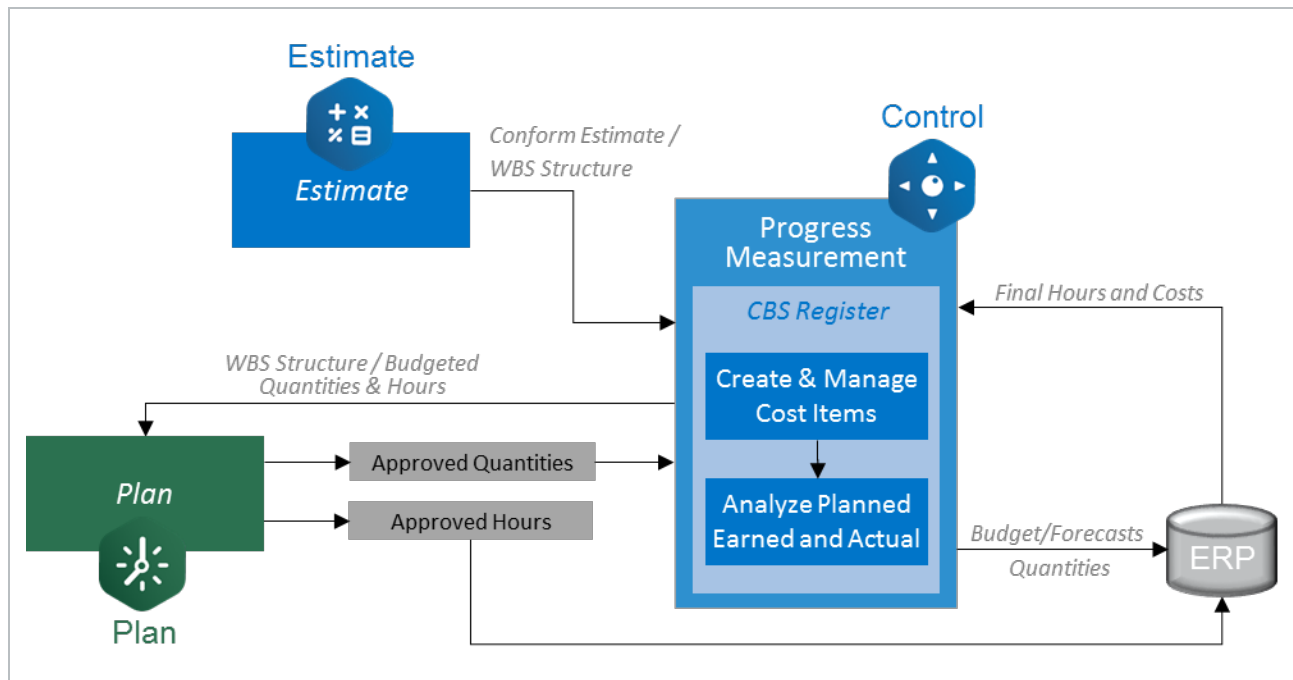 Estimate
Estimate
Conform Estimate /
WBS Structure
Control
Progress
Measurement
CBS Register
Create & Manage
Cost Items
Analyze Planned
Earned and Actual
Final Hours and Costs
WBS Structure / Budgeted
Quantities & Hours
Plan
Plan
Approved Quantities
Approved Hours
Budget/Forecasts
Quantities
ERP